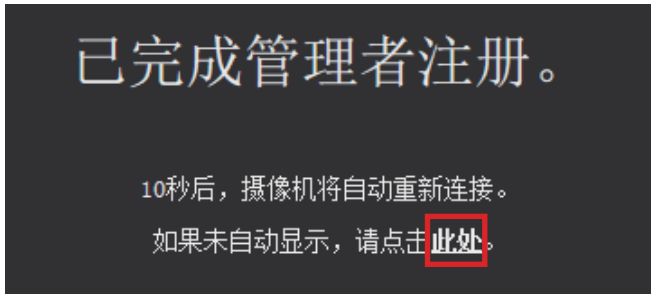 已完成管理者注册。
10秒后，摄像机将自动重新连接。
如果未自动显示，请点击此处。